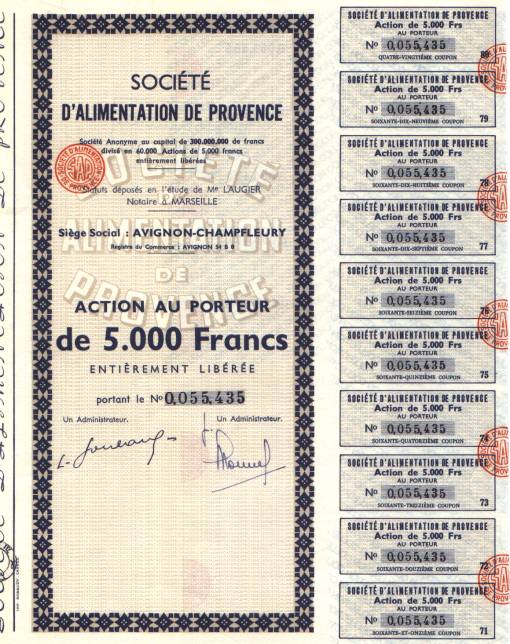 SOCIÉTÉ
D'ALIMENTATION DE PROVENCE
Société Anonyme au capital de 300.000.000 de francs
divisé en 60.000 Actions de 5.000 francs
entièrement libérées
Statuts déposés en l'étude de Me LAUGIER
Notaire à MARSEILLE
Siège Social : AVIGNON-CHAMPFLEURY
Registre du Commerce : AVIGNON 54 B 8
SOCIÉTÉ
ALIMENTATION
DE
PROVENCE
ACTION AU PORTEUR
de 5.000 Francs
ENTIÈREMENT LIBÉRÉE
portant le No 0,055,435
Un Administrateur.
Un Administrateur.
SOCIÉTÉ D'ALIMENTATION DE PROVENCE
Action de 5.000 Frs
AU PORTEUR
No 0,055,435
QUATRE-VINGTIÈME COUPON 80
SOCIÉTÉ D'ALIMENTATION DE PROVENCE
Action de 5.000 Frs
AU PORTEUR
No 0,055,435
SOIXANTE-DIX-NEUVIÈME COUPON 79
SOCIÉTÉ D'ALIMENTATION DE PROVENCE
Action de 5.000 Frs
AU PORTEUR
No 0,055,435
SOIXANTE-DIX-HUITIÈME COUPON 78
SOCIÉTÉ D'ALIMENTATION DE PROVENCE
Action de 5.000 Frs
AU PORTEUR
No 0,055,435
SOIXANTE-DIX-SEPTIÈME COUPON 77
SOCIÉTÉ D'ALIMENTATION DE PROVENCE
Action de 5.000 Frs
AU PORTEUR
No 0,055,435
SOIXANTE-SEIZIÈME COUPON 76
SOCIÉTÉ D'ALIMENTATION DE PROVENCE
Action de 5.000 Frs
AU PORTEUR
No 0,055,435
SOIXANTE-QUINZIÈME COUPON 75
SOCIÉTÉ D'ALIMENTATION DE PROVENCE
Action de 5.000 Frs
AU PORTEUR
No 0,055,435
SOIXANTE-QUATORZIÈME COUPON 74
SOCIÉTÉ D'ALIMENTATION DE PROVENCE
Action de 5.000 Frs
AU PORTEUR
No 0,055,435
SOIXANTE-TREIZIÈME COUPON 73
SOCIÉTÉ D'ALIMENTATION DE PROVENCE
Action de 5.000 Frs
AU PORTEUR
No 0,055,435
SOIXANTE-DOUZIÈME COUPON 72
SOCIÉTÉ D'ALIMENTATION DE PROVENCE
Action de 5.000 Frs
AU PORTEUR
No 0,055,435
SOIXANTE-ET-ONZIÈME COUPON 71